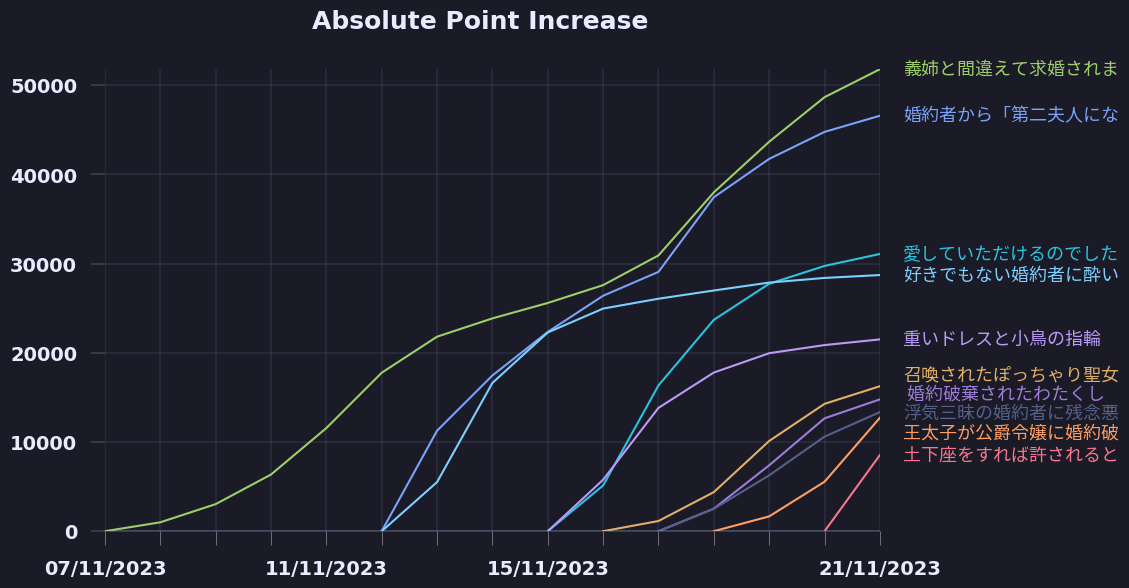 Absolute Point Increase
50000
40000
30000
20000
10000
0
07/11/2023
11/11/2023
15/11/2023
21/11/2023
義姉と間違えて求婚されま
婚約者から「第二夫人にな
愛していただけるのでした
好きでもない婚約者に酔い
重いドレスと小鳥の指輪
召喚されたぽっちゃり聖女
婚約破棄されたわたくし
浮気三昧の婚約者に残念悪
王太子が公爵令嬢に婚約破
土下座をすれば許されると